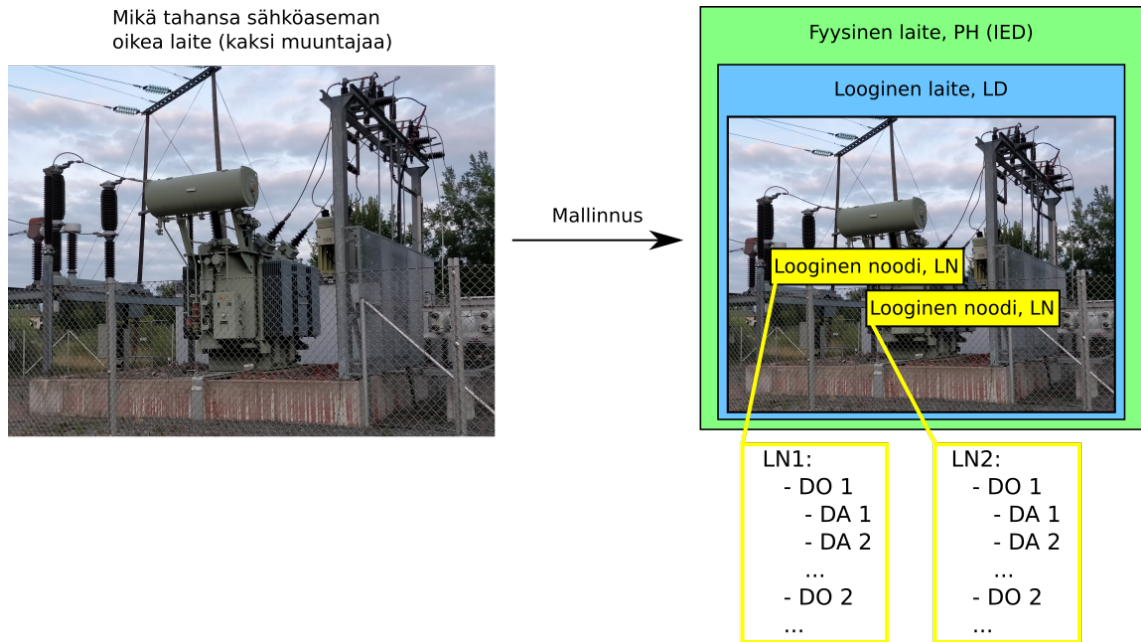 Mikä tahansa sähköaseman
oikea laite (kaksi muuntajaa)
Mallinnus
Fyysinen laite, PH (IED)
Looginen laite, LD
Looginen noodi, LN
Looginen noodi, LN
LN1:
- DO 1
- DA 1
- DA 2
...
- DO 2
...
LN2:
- DO 1
- DA 1
- DA 2
...
- DO 2
...